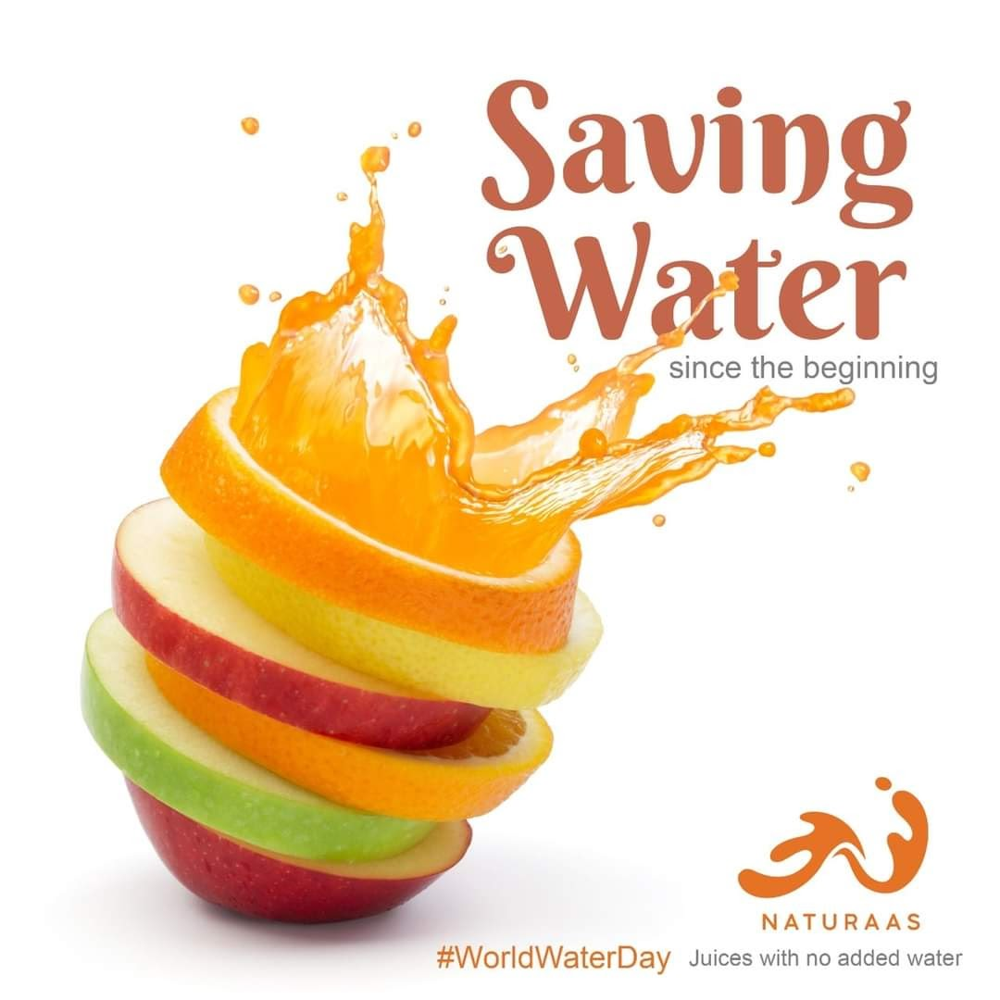 Saving
Water
since the beginning
NATURAAS
#WorldWaterDay Juices with no added water